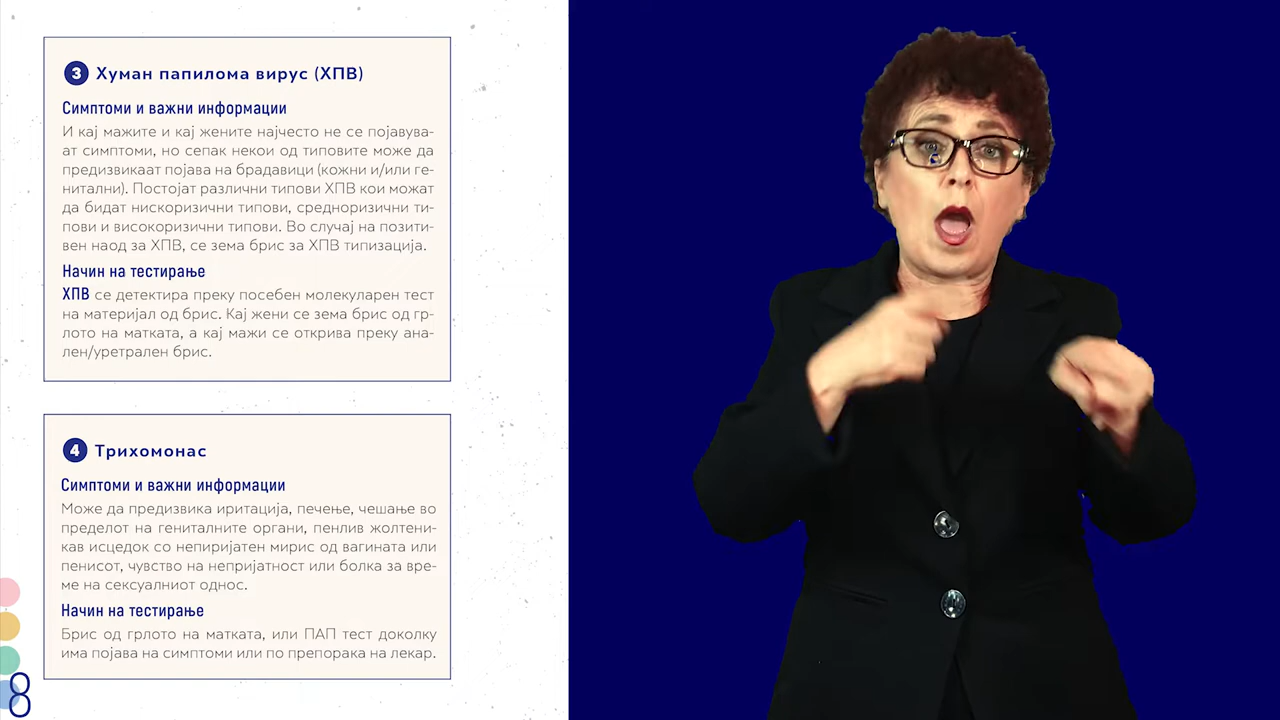 3 Хуман папилома вирус (ХПВ)
Симптоми и важни информации
И кај мажите и кај жените најчесто не се појавува-
ат симптоми, но сепак некои од типовите може да
предизвикаат појава на брадавици (кожни и/или ге-
нитални). Постојат различни типови ХПВ кои можат
да бидат нискоризични типови, средноризични ти-
пови и високоризични типови. Во случај на позити-
вен наод за ХПВ, се зема брис за ХПВ типизација.
Начин на тестирање
ХПВ се детектира преку посебен молекуларен тест
на материјал од брис. Кај жени се зема брис од гр-
лото на матката, а кај мажи се открива преку ана-
лен/уретрален брис.
4 Трихомонас
Симптоми и важни информации
Може да предизвика иритација, печење, чешање во
пределот на гениталните органи, пенлив жолтени-
кав исцедок со непиријатен мирис од вагината или
пенисот, чувство на непријатност или болка за вре-
ме на сексуалниот однос.
Начин на тестирање
Брис од грлото на матката, или ПАП тест доколку
има појава на симптоми или по препорака на лекар.
8